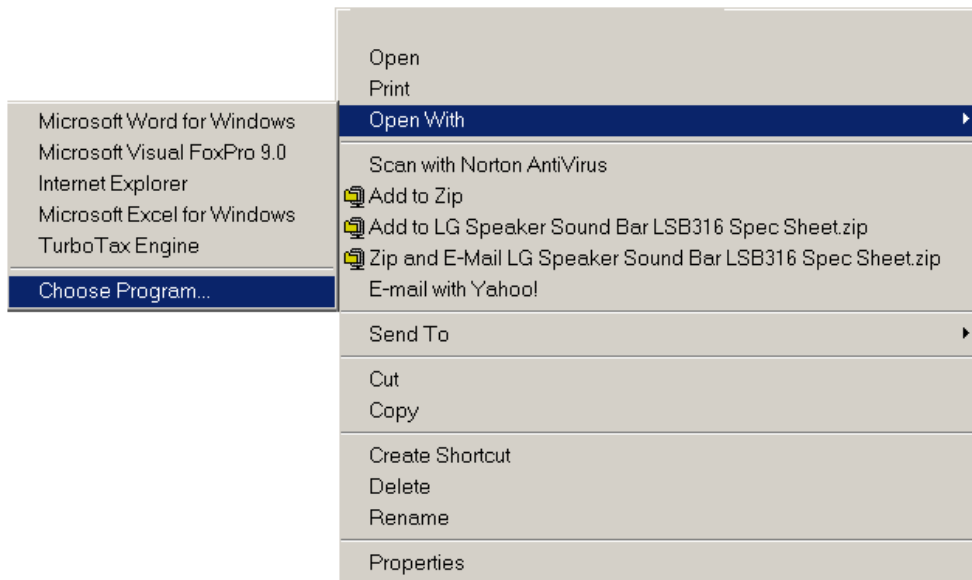 Open
Print
Open With
Microsoft Word for Windows
Microsoft Visual FoxPro 9.0
Internet Explorer
Microsoft Excel for Windows
TurboTax Engine
Choose Program...
Scan with Norton AntiVirus
Add to Zip
Add to LG Speaker Sound Bar LSB316 Spec Sheet.zip
Zip and E-Mail LG Speaker Sound Bar LSB316 Spec Sheet.zip
E-mail with Yahoo!
Send To
Cut
Copy
Create Shortcut
Delete
Rename
Properties